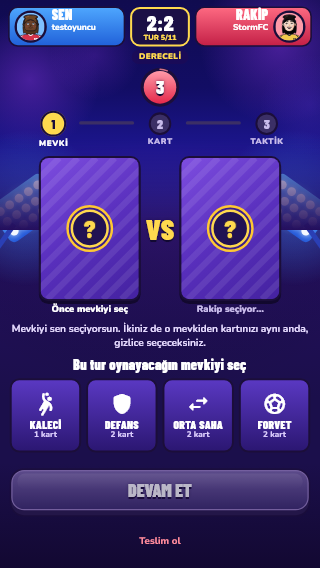 SEN
testoyuncu
2:2
TUR 5/11
RAKİP
StormFC
DERECELİ
3
1
2
3
MEVKİ
KART
TAKTİK
?
VS
?
Önce mevkiyi seç
Rakip seçiyor...
Mevkiyi sen seçiyorsun. İkiniz de o mevkiden kartınızı aynı anda,
gizlice seçeceksiniz.
Bu tur oynayacağın mevkiyi seç
KALECİ
1 kart
DEFANS
2 kart
ORTA SAHA
2 kart
FORVET
2 kart
DEVAM ET
Teslim ol